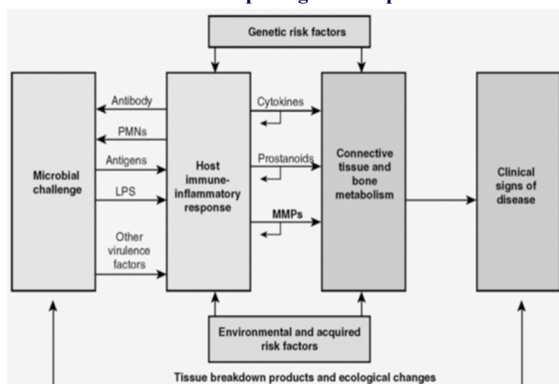 Genetic risk factors
Microbial
challenge
Antibody
PMNs
Antigens
LPS
Other
virulence
factors
Host
immune-
inflammatory
response
Cytokines
Prostanoids
MMPs
Connective
tissue and
bone
metabolism
Clinical
signs of
disease
Environmental and acquired
risk factors
Tissue breakdown products and ecological changes